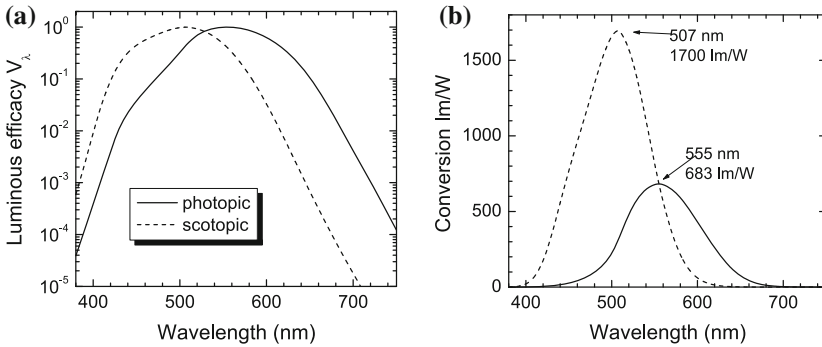 (a)
10^0
10^-1
10^-2
10^-3
10^-4
10^-5
Luminous efficacy V_λ
photopic
scotopic
400 500 600 700
Wavelength (nm)
(b)
1500
1000
500
0
Conversion lm/W
507 nm
1700 lm/W
555 nm
683 lm/W
400 500 600 700
Wavelength (nm)